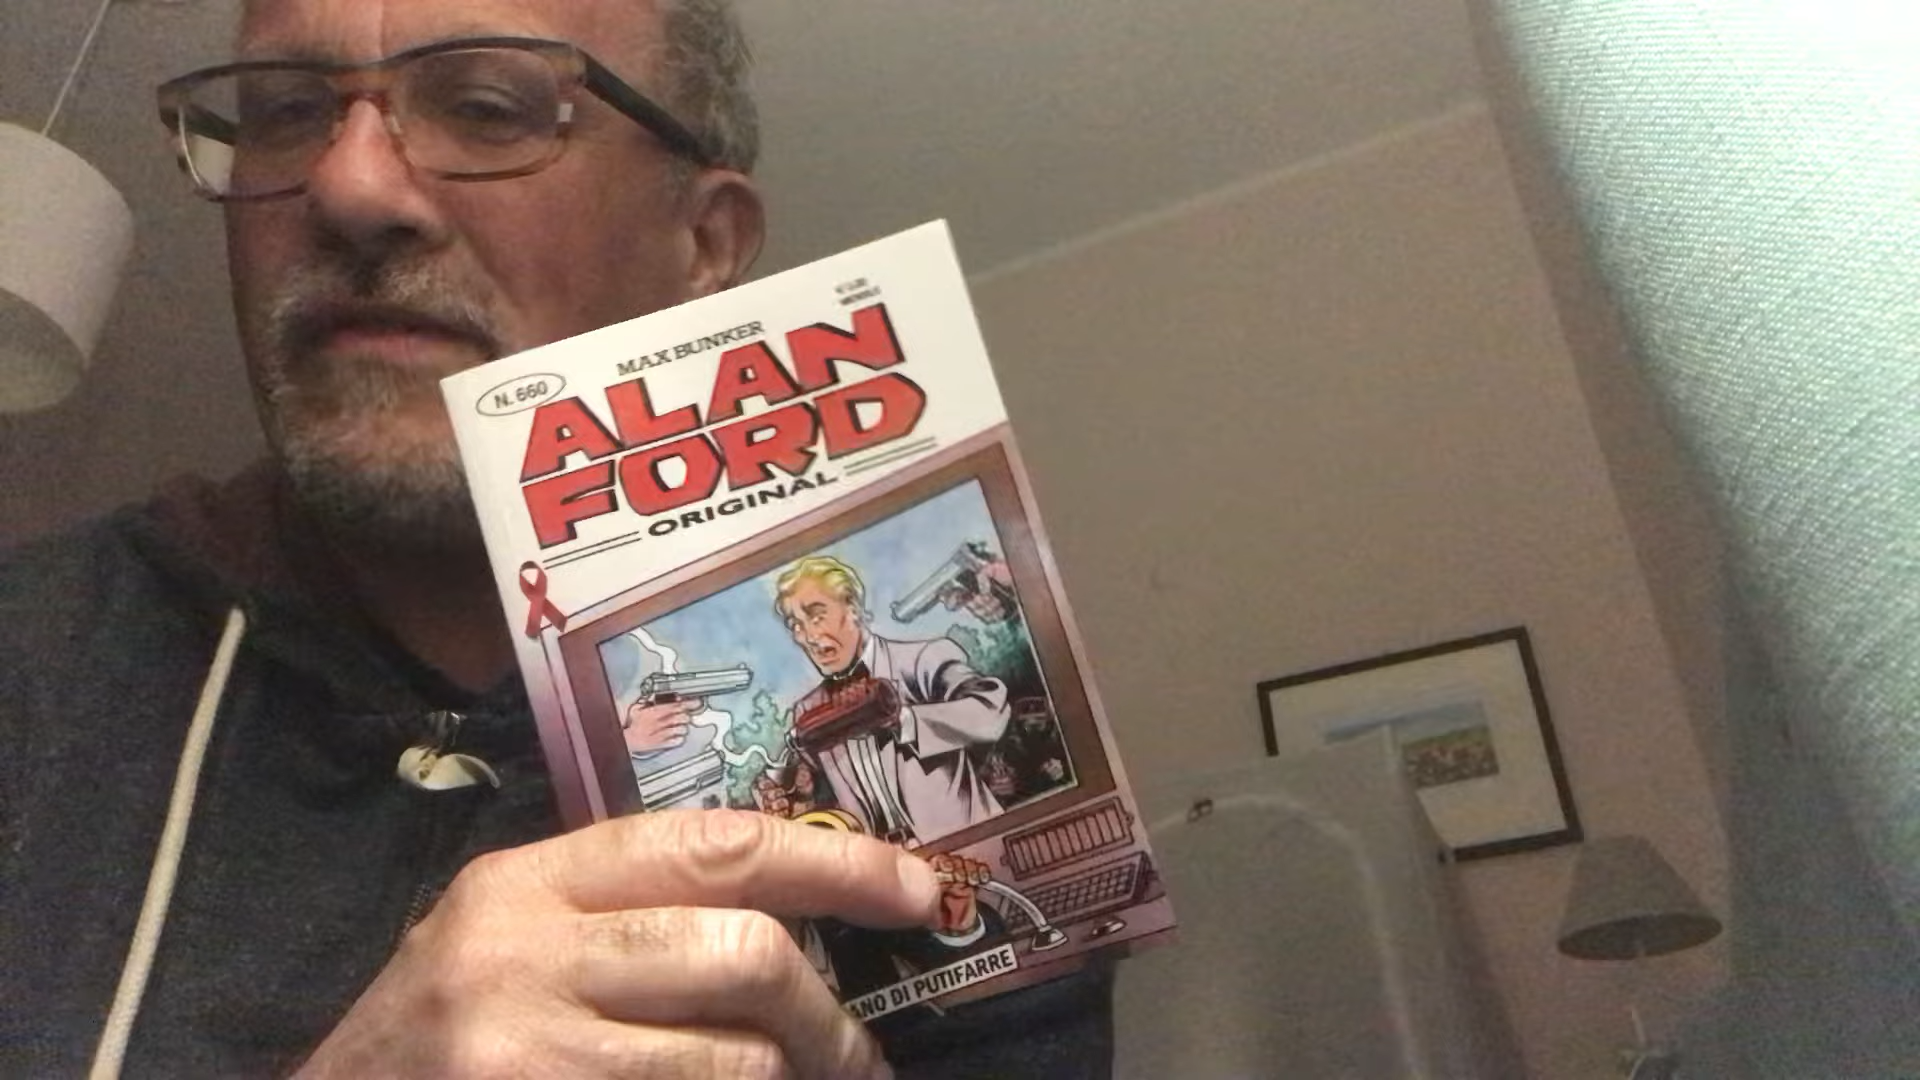 MAX BUNKER
N. 660
ALAN
FORD
ORIGINAL
ANO DI PUTIFARRE